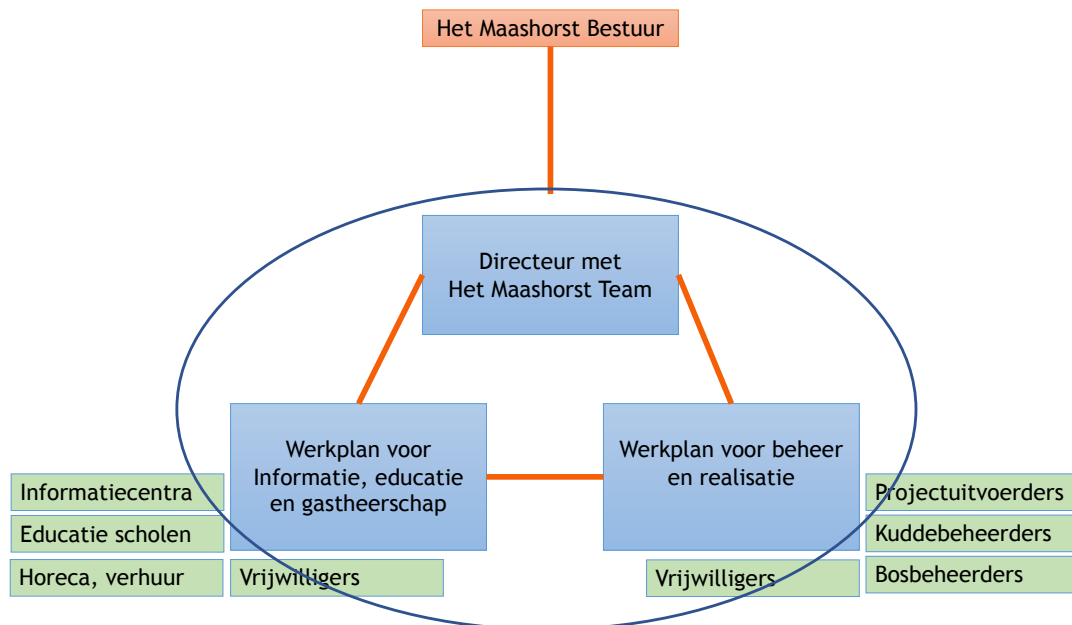 Het Maashorst Bestuur
Directeur met
Het Maashorst Team
Werkplan voor
Informatie, educatie
en gastheerschap
Werkplan voor beheer
en realisatie
Informatiecentra
Educatie scholen
Horeca, verhuur
Vrijwilligers
Vrijwilligers
Projectuitvoerders
Kuddebeheerders
Bosbeheerders